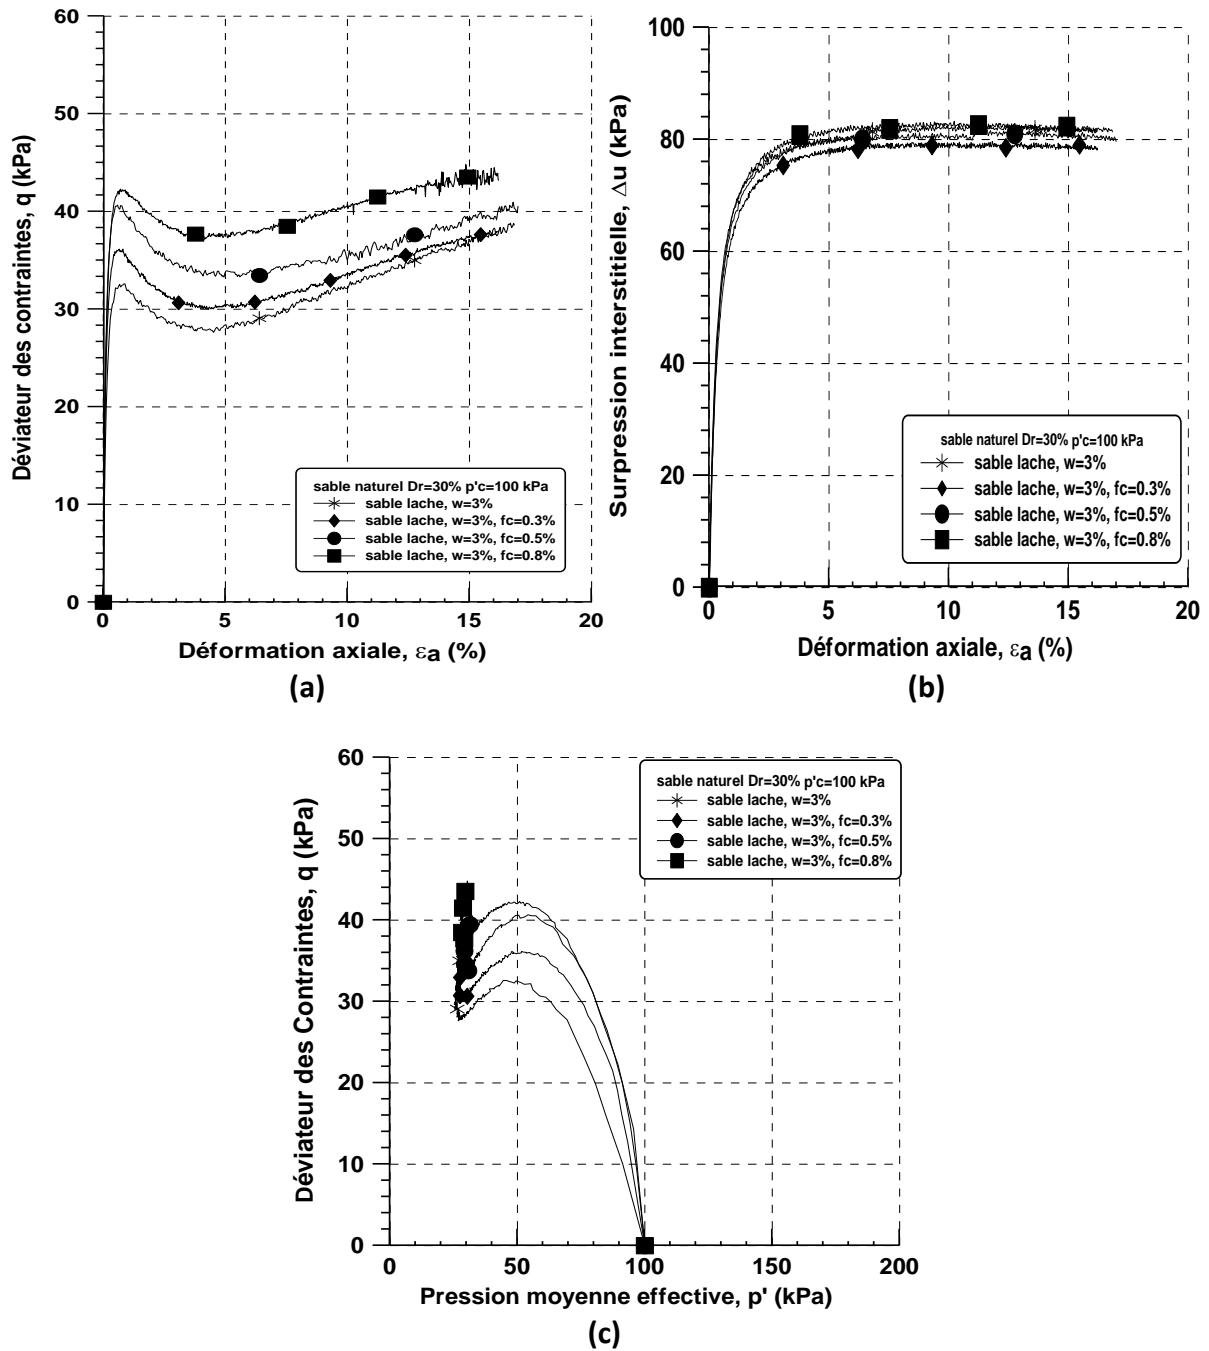 60
50
40
30
20
10
0
Déviateur des contraintes, q (kPa)
sable naturel Dr=30% p'c=100 kPa
sable lache, w=3%
sable lache, w=3%, fc=0.3%
sable lache, w=3%, fc=0.5%
sable lache, w=3%, fc=0.8%
0 5 10 15 20
Déformation axiale, εa (%)
(a)
100
80
60
40
20
0
Surpression interstitielle, Δu (kPa)
sable naturel Dr=30% p'c=100 kPa
sable lache, w=3%
sable lache, w=3%, fc=0.3%
sable lache, w=3%, fc=0.5%
sable lache, w=3%, fc=0.8%
0 5 10 15 20
Déformation axiale, εa (%)
(b)
60
50
40
30
20
10
0
Déviateur des Contraintes, q (kPa)
sable naturel Dr=30% p'c=100 kPa
sable lache, w=3%
sable lache, w=3%, fc=0.3%
sable lache, w=3%, fc=0.5%
sable lache, w=3%, fc=0.8%
0 50 100 150 200
Pression moyenne effective, p' (kPa)
(c)